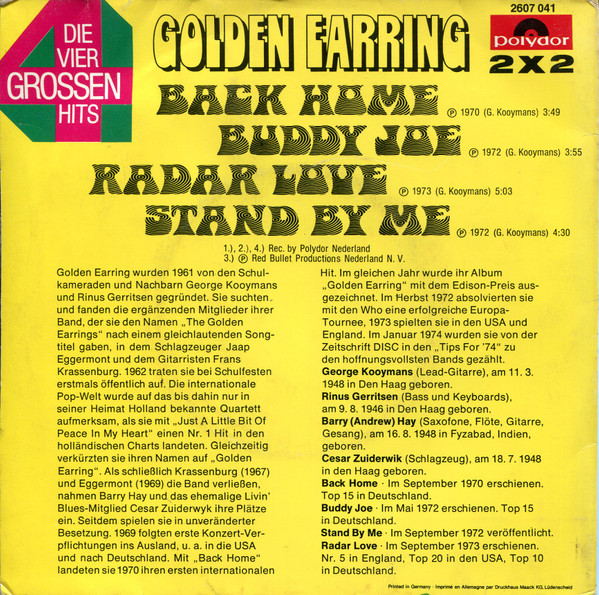 2607 041
4
DIE
VIER
GROSSEN
HITS
GOLDEN EARRING
Polydor
2X2
BACK HOME Ⓟ 1970 (G. Kooymans) 3:49
BUDDY JOE Ⓟ 1972 (G. Kooymans) 3:55
RADAR LOVE Ⓟ 1973 (G. Kooymans) 5:03
STAND BY ME Ⓟ 1972 (G. Kooymans) 4:30
1.), 2.), 4.) Rec. by Polydor Nederland
3.) Ⓟ Red Bullet Productions Nederland N. V.
Golden Earring wurden 1961 von den Schul-
kameraden und Nachbarn George Kooymans
und Rinus Gerritsen gegründet. Sie suchten
und fanden die ergänzenden Mitglieder ihrer
Band, der sie den Namen „The Golden
Earrings“ nach einem gleichlautenden Song-
titel gaben, in dem Schlagzeuger Jaap
Eggermont und dem Gitarristen Frans
Krassenburg. 1962 traten sie bei Schulfesten
erstmals öffentlich auf. Die internationale
Pop-Welt wurde auf das bis dahin nur in
seiner Heimat Holland bekannte Quartett
aufmerksam, als sie mit „Just A Little Bit Of
Peace In My Heart“ einen Nr. 1 Hit in den
holländischen Charts landeten. Gleichzeitig
verkürzten sie ihren Namen auf „Golden
Earring“. Als schließlich Krassenburg (1967)
und Eggermont (1969) die Band verließen,
nahmen Barry Hay und das ehemalige Livin'
Blues-Mitglied Cesar Zuiderwyk ihre Plätze
ein. Seitdem spielen sie in unveränderter
Besetzung. 1969 folgten erste Konzert-Ver-
pflichtungen ins Ausland, u. a. in die USA
und nach Deutschland. Mit „Back Home“
landeten sie 1970 ihren ersten internationalen
Hit. Im gleichen Jahr wurde ihr Album
„Golden Earring“ mit dem Edison-Preis aus-
gezeichnet. Im Herbst 1972 absolvierten sie
mit den Who eine erfolgreiche Europa-
Tournee, 1973 spielten sie in den USA und
England. Im Januar 1974 wurden sie von der
Zeitschrift DISC in den „Tips For '74“ zu
den hoffnungsvollsten Bands gezählt.
George Kooymans (Lead-Gitarre), am 11. 3.
1948 in Den Haag geboren.
Rinus Gerritsen (Bass und Keyboards),
am 9. 8. 1946 in Den Haag geboren.
Barry (Andrew) Hay (Saxofone, Flöte, Gitarre,
Gesang), am 16. 8. 1948 in Fyzabad, Indien,
geboren.
Cesar Zuiderwik (Schlagzeug), am 18. 7. 1948
in den Haag geboren.
Back Home · Im September 1970 erschienen.
Top 15 in Deutschland.
Buddy Joe · Im Mai 1972 erschienen. Top 15
in Deutschland.
Stand By Me · Im September 1972 veröffentlicht.
Radar Love · Im September 1973 erschienen.
Nr. 5 in England, Top 20 in den USA, Top 10
in Deutschland.
Printed in Germany · Imprimé en Allemagne par Druckhaus Maack KG, Lüdenscheid